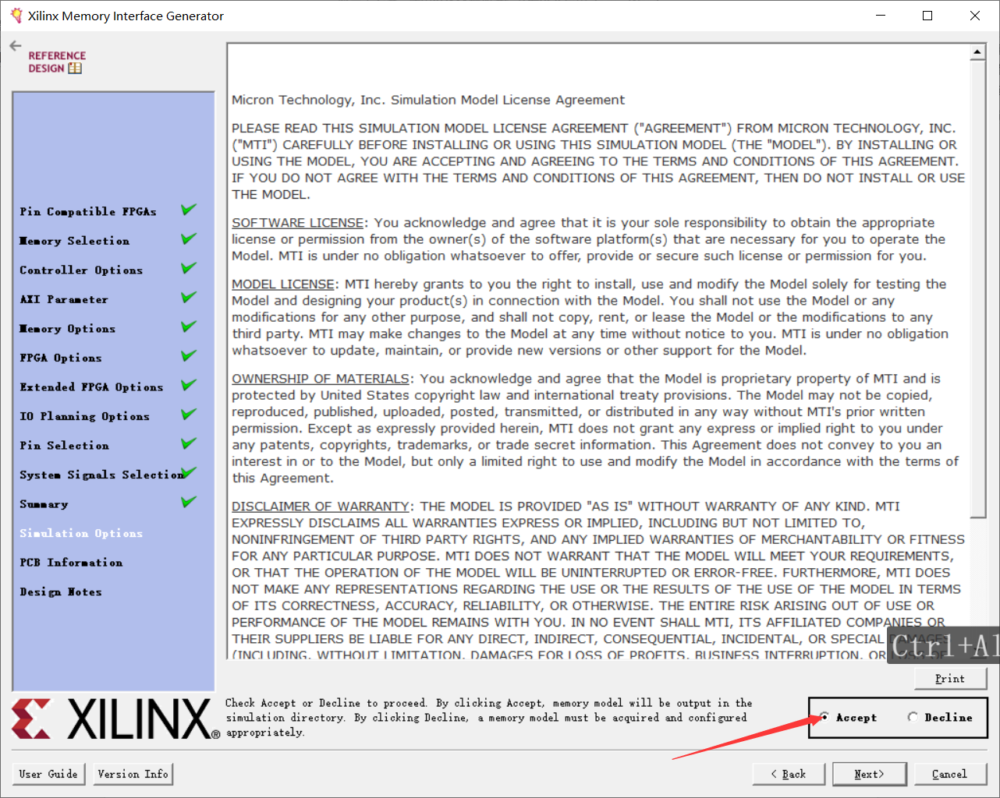 Xilinx Memory Interface Generator
REFERENCE
DESIGN
Pin Compatible FPGAs
Memory Selection
Controller Options
AXI Parameter
Memory Options
FPGA Options
Extended FPGA Options
IO Planning Options
Pin Selection
System Signals Selection
Summary
Simulation Options
PCB Information
Design Notes
Micron Technology, Inc. Simulation Model License Agreement
PLEASE READ THIS SIMULATION MODEL LICENSE AGREEMENT ("AGREEMENT") FROM MICRON TECHNOLOGY, INC.
("MTI") CAREFULLY BEFORE INSTALLING OR USING THIS SIMULATION MODEL (THE "MODEL"). BY INSTALLING OR
USING THE MODEL, YOU ARE ACCEPTING AND AGREEING TO THE TERMS AND CONDITIONS OF THIS AGREEMENT.
IF YOU DO NOT AGREE WITH THE TERMS AND CONDITIONS OF THIS AGREEMENT, THEN DO NOT INSTALL OR USE
THE MODEL.
SOFTWARE LICENSE: You acknowledge and agree that it is your sole responsibility to obtain the appropriate
license or permission from the owner(s) of the software platform(s) that are necessary for you to operate the
Model. MTI is under no obligation whatsoever to offer, provide or secure such license or permission for you.
MODEL LICENSE: MTI hereby grants to you the right to install, use and modify the Model solely for testing the
Model and designing your product(s) in connection with the Model. You shall not use the Model or any
modifications for any other purpose, and shall not copy, rent, or lease the Model or the modifications to any
third party. MTI may make changes to the Model at any time without notice to you. MTI is under no obligation
whatsoever to update, maintain, or provide new versions or other support for the Model.
OWNERSHIP OF MATERIALS: You acknowledge and agree that the Model is proprietary property of MTI and is
protected by United States copyright law and international treaty provisions. The Model may not be copied,
reproduced, published, uploaded, posted, transmitted, or distributed in any way without MTI's prior written
permission. Except as expressly provided herein, MTI does not grant any express or implied right to you under
any patents, copyrights, trademarks, or trade secret information. This Agreement does not convey to you an
interest in or to the Model, but only a limited right to use and modify the Model in accordance with the terms of
this Agreement.
DISCLAIMER OF WARRANTY: THE MODEL IS PROVIDED "AS IS" WITHOUT WARRANTY OF ANY KIND. MTI
EXPRESSLY DISCLAIMS ALL WARRANTIES EXPRESS OR IMPLIED, INCLUDING BUT NOT LIMITED TO,
NONINFRINGEMENT OF THIRD PARTY RIGHTS, AND ANY IMPLIED WARRANTIES OF MERCHANTABILITY OR FITNESS
FOR ANY PARTICULAR PURPOSE. MTI DOES NOT WARRANT THAT THE MODEL WILL MEET YOUR REQUIREMENTS,
OR THAT THE OPERATION OF THE MODEL WILL BE UNINTERRUPTED OR ERROR-FREE. FURTHERMORE, MTI DOES
NOT MAKE ANY REPRESENTATIONS REGARDING THE USE OR THE RESULTS OF THE USE OF THE MODEL IN TERMS
OF ITS CORRECTNESS, ACCURACY, RELIABILITY, OR OTHERWISE. THE ENTIRE RISK ARISING OUT OF USE OR
PERFORMANCE OF THE MODEL REMAINS WITH YOU. IN NO EVENT SHALL MTI, ITS AFFILIATED COMPANIES OR
THEIR SUPPLIERS BE LIABLE FOR ANY DIRECT, INDIRECT, CONSEQUENTIAL, INCIDENTAL, OR SPECIAL DAMAGES
(INCLUDING, WITHOUT LIMITATION, DAMAGES FOR LOSS OF PROFITS, BUSINESS INTERRUPTION, OR LOSS OF
Ctrl+Al
Print
XILINX®
Check Accept or Decline to proceed. By clicking Accept, memory model will be output in the
simulation directory. By clicking Decline, a memory model must be acquired and configured
appropriately.
Accept Decline
User Guide Version Info < Back Next> Cancel